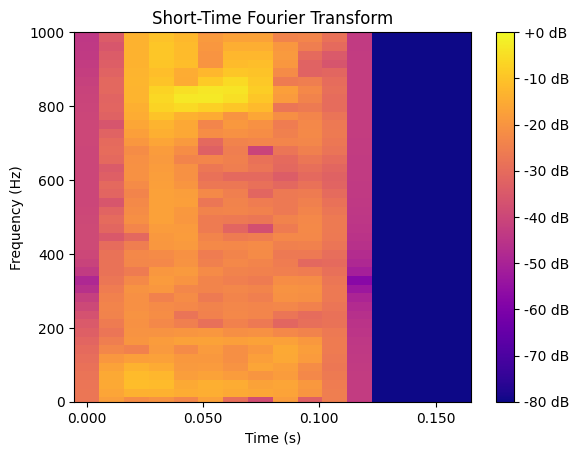 Short-Time Fourier Transform
1000
800
600
400
200
0
Frequency (Hz)
0.000
0.050
0.100
0.150
Time (s)
+0 dB
-10 dB
-20 dB
-30 dB
-40 dB
-50 dB
-60 dB
-70 dB
-80 dB